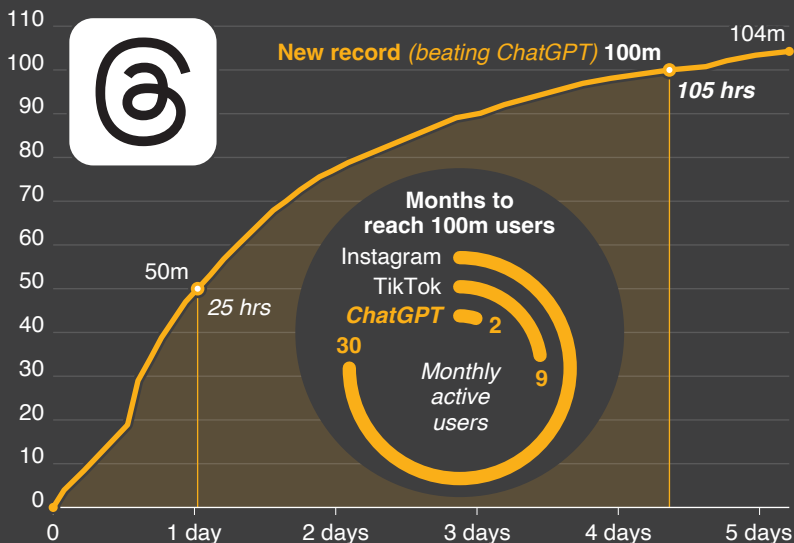 110
100
90
80
70
60
50
40
30
20
10
0
New record (beating ChatGPT) 100m
105 hrs
104m
50m
25 hrs
Months to
reach 100m users
Instagram
TikTok
ChatGPT
2
9
30
Monthly
active
users
0
1 day
2 days
3 days
4 days
5 days